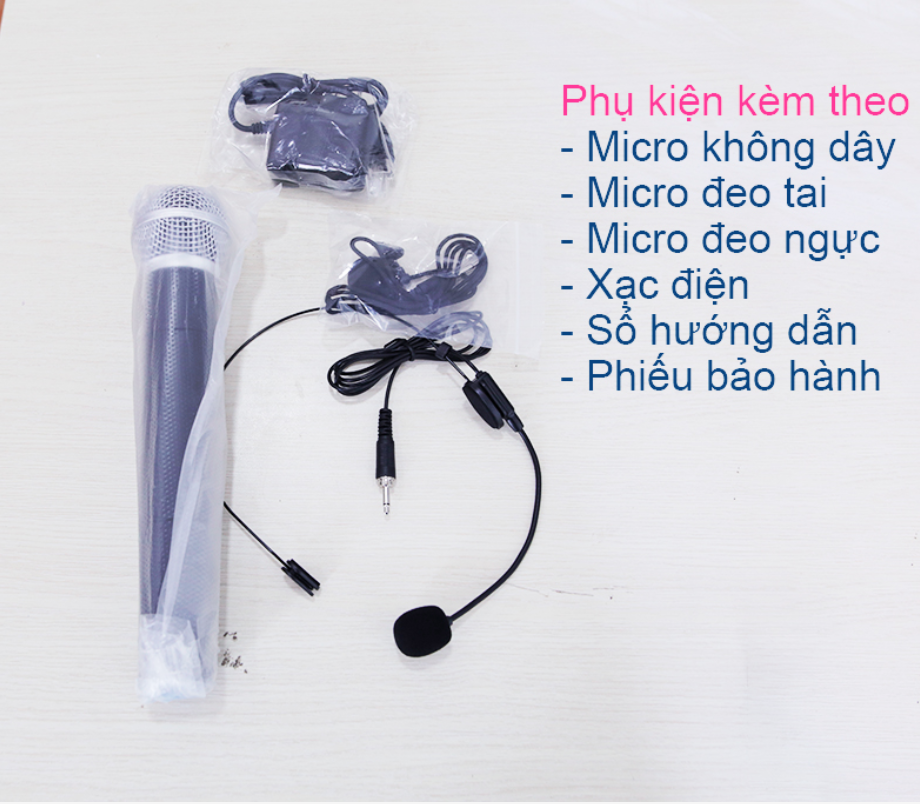 Phụ kiện kèm theo
- Micro không dây
- Micro đeo tai
- Micro đeo ngực
- Xạc điện
- Sổ hướng dẫn
- Phiếu bảo hành